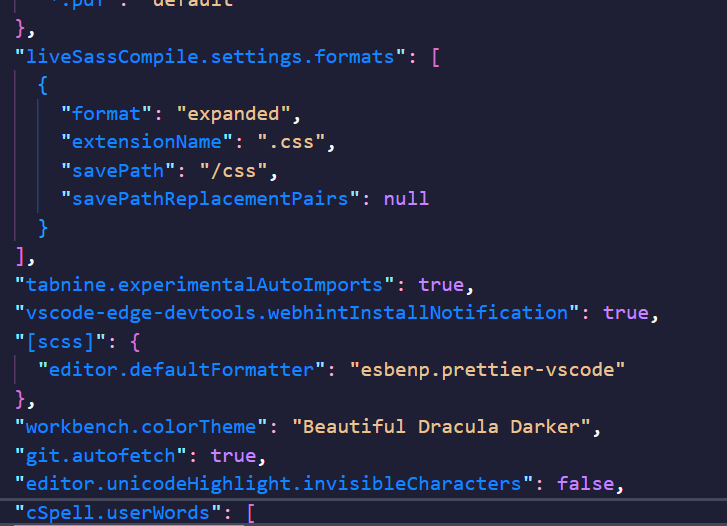 "*.pdf": "default"
},
"liveSassCompile.settings.formats": [
{
"format": "expanded",
"extensionName": ".css",
"savePath": "/css",
"savePathReplacementPairs": null
}
],
"tabnine.experimentalAutoImports": true,
"vscode-edge-devtools.webhintInstallNotification": true,
"[scss]": {
"editor.defaultFormatter": "esbenp.prettier-vscode"
},
"workbench.colorTheme": "Beautiful Dracula Darker",
"git.autofetch": true,
"editor.unicodeHighlight.invisibleCharacters": false,
"cSpell.userWords": [